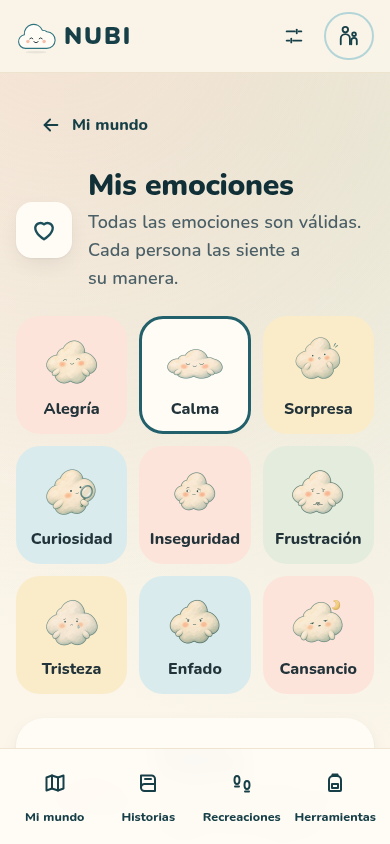 NUBI
Mi mundo
Mis emociones
Todas las emociones son válidas.
Cada persona las siente a
su manera.
Alegría
Calma
Sorpresa
Curiosidad
Inseguridad
Frustración
Tristeza
Enfado
Cansancio
Mi mundo
Historias
Recreaciones
Herramientas